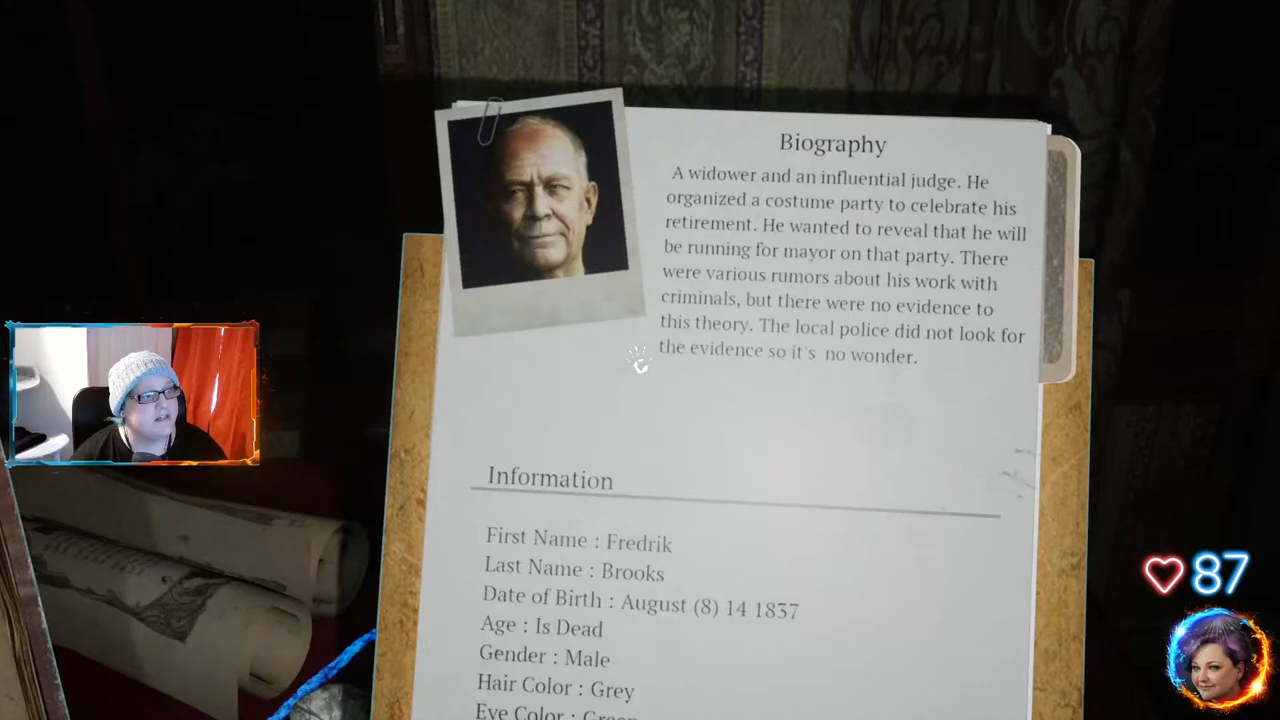 Biography
A widower and an influential judge. He
organized a costume party to celebrate his
retirement. He wanted to reveal that he will
be running for mayor on that party. There
were various rumors about his work with
criminals, but there were no evidence to
this theory. The local police did not look for
the evidence so it's no wonder.
Information
First Name : Fredrik
Last Name : Brooks
Date of Birth : August (8) 14 1837
Age : Is Dead
Gender : Male
Hair Color : Grey
Eye Color : Green
87